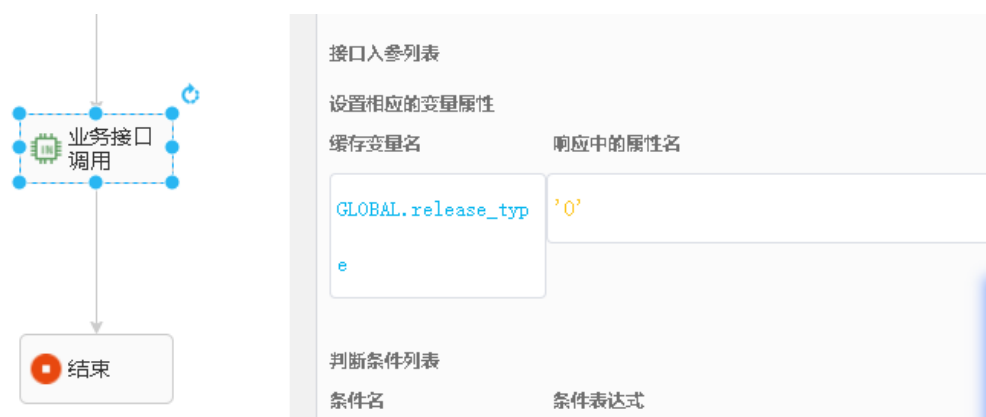 业务接口
调用
结束
接口入参列表
设置相应的变量属性
缓存变量名
响应中的属性名
GLOBAL.release_typ
e
'0'
判断条件列表
条件名
条件表达式